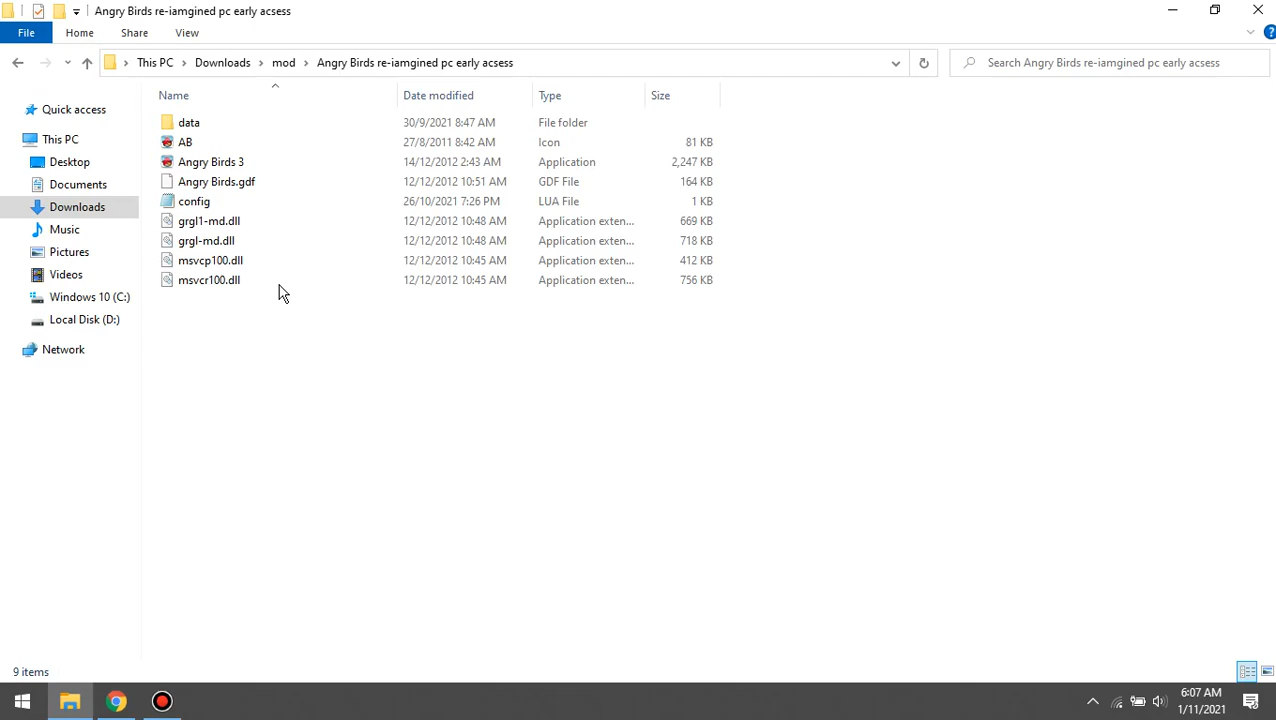 Angry Birds re-iamgined pc early acsess
File Home Share View
This PC Downloads mod Angry Birds re-iamgined pc early acsess Search Angry Birds re-iamgined pc early acsess
Name Date modified Type Size
Quick access
This PC
Desktop
Documents
Downloads
Music
Pictures
Videos
Windows 10 (C:)
Local Disk (D:)
Network
data 30/9/2021 8:47 AM File folder
AB 27/8/2011 8:42 AM Icon 81 KB
Angry Birds 3 14/12/2012 2:43 AM Application 2,247 KB
Angry Birds.gdf 12/12/2012 10:51 AM GDF File 164 KB
config 26/10/2021 7:26 PM LUA File 1 KB
grgl1-md.dll 12/12/2012 10:48 AM Application exten... 669 KB
grgl-md.dll 12/12/2012 10:48 AM Application exten... 718 KB
msvcp100.dll 12/12/2012 10:45 AM Application exten... 412 KB
msvcr100.dll 12/12/2012 10:45 AM Application exten... 756 KB
9 items
6:07 AM
1/11/2021